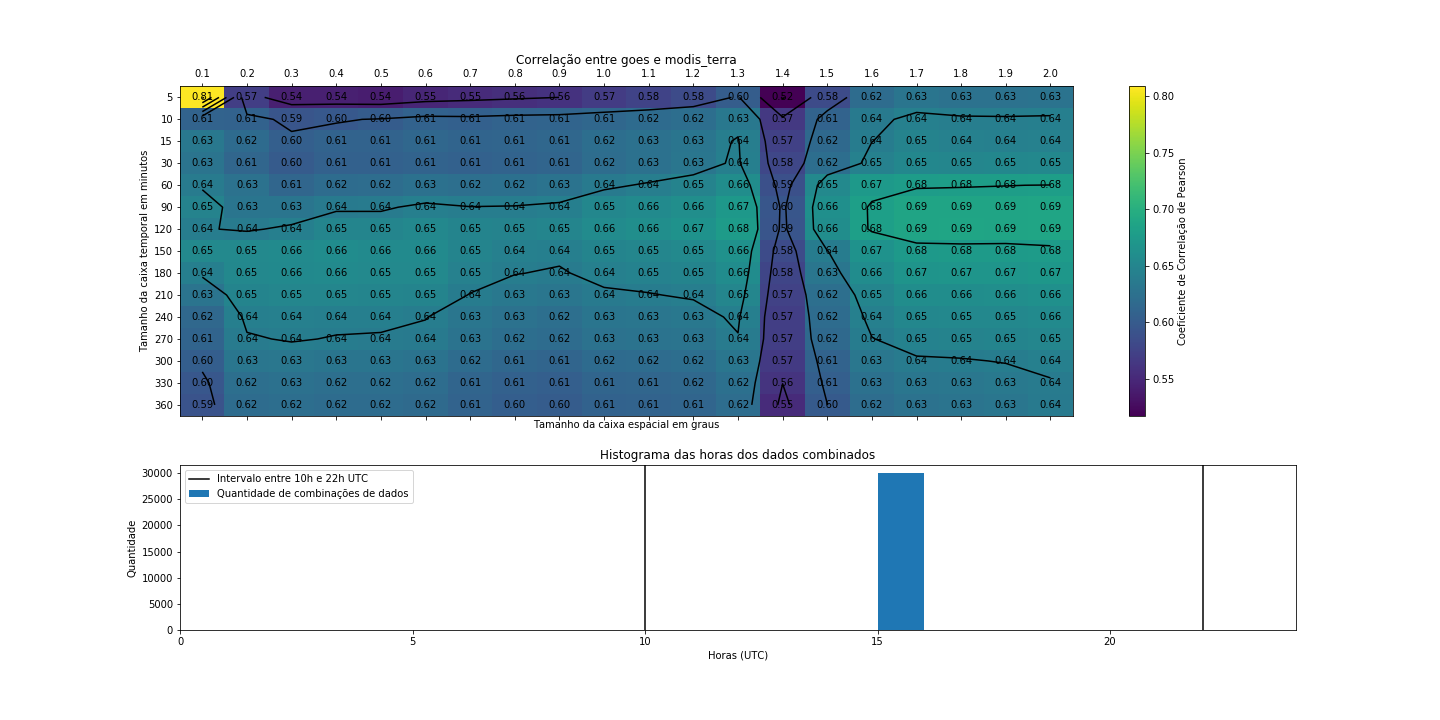 Correlação entre goes e modis_terra
0.1 0.2 0.3 0.4 0.5 0.6 0.7 0.8 0.9 1.0 1.1 1.2 1.3 1.4 1.5 1.6 1.7 1.8 1.9 2.0
5 0.81 0.57 0.54 0.54 0.54 0.55 0.55 0.56 0.56 0.57 0.58 0.58 0.60 0.52 0.58 0.62 0.63 0.63 0.63 0.63
10 0.61 0.61 0.59 0.60 0.60 0.61 0.61 0.61 0.61 0.61 0.62 0.62 0.63 0.57 0.61 0.64 0.64 0.64 0.64 0.64
15 0.63 0.62 0.60 0.61 0.61 0.61 0.61 0.61 0.61 0.62 0.63 0.63 0.64 0.57 0.62 0.64 0.65 0.64 0.64 0.64
30 0.63 0.61 0.60 0.61 0.61 0.61 0.61 0.61 0.61 0.62 0.63 0.63 0.64 0.58 0.62 0.65 0.65 0.65 0.65 0.65
60 0.64 0.63 0.61 0.62 0.62 0.63 0.62 0.62 0.63 0.64 0.64 0.65 0.66 0.59 0.65 0.67 0.68 0.68 0.68 0.68
90 0.65 0.63 0.63 0.64 0.64 0.64 0.64 0.64 0.64 0.65 0.66 0.66 0.67 0.60 0.66 0.68 0.69 0.69 0.69 0.69
120 0.64 0.64 0.64 0.65 0.65 0.65 0.65 0.65 0.65 0.66 0.66 0.67 0.68 0.59 0.66 0.68 0.69 0.69 0.69 0.69
150 0.65 0.65 0.66 0.66 0.65 0.65 0.65 0.64 0.64 0.65 0.65 0.66 0.67 0.58 0.64 0.67 0.68 0.68 0.68 0.68
180 0.64 0.65 0.66 0.66 0.65 0.65 0.65 0.64 0.64 0.64 0.65 0.65 0.66 0.58 0.63 0.66 0.67 0.67 0.67 0.67
210 0.63 0.65 0.65 0.65 0.65 0.65 0.64 0.63 0.63 0.64 0.64 0.64 0.65 0.57 0.62 0.65 0.66 0.66 0.66 0.66
240 0.62 0.64 0.64 0.64 0.64 0.64 0.63 0.63 0.62 0.63 0.63 0.63 0.64 0.57 0.62 0.64 0.65 0.65 0.65 0.66
270 0.61 0.64 0.64 0.64 0.64 0.63 0.63 0.62 0.62 0.62 0.63 0.63 0.64 0.57 0.62 0.64 0.65 0.65 0.65 0.65
300 0.60 0.63 0.63 0.63 0.63 0.63 0.62 0.61 0.61 0.62 0.62 0.62 0.63 0.57 0.61 0.63 0.64 0.64 0.64 0.64
330 0.60 0.62 0.63 0.62 0.62 0.62 0.61 0.61 0.61 0.61 0.61 0.62 0.62 0.56 0.61 0.63 0.63 0.63 0.63 0.64
360 0.59 0.62 0.62 0.62 0.62 0.62 0.61 0.60 0.60 0.61 0.61 0.61 0.62 0.55 0.60 0.62 0.63 0.63 0.63 0.64
Tamanho da caixa temporal em minutos
Tamanho da caixa espacial em graus
0.80
0.75
0.70
0.65
0.60
0.55
Coeficiente de Correlação de Pearson
Histograma das horas dos dados combinados
Intervalo entre 10h e 22h UTC
Quantidade de combinações de dados
30000
25000
20000
15000
10000
5000
0
Quantidade
0 5 10 15 20
Horas (UTC)